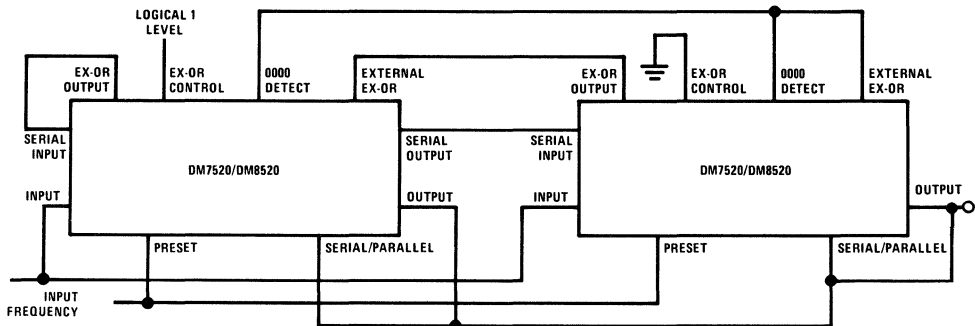 LOGICAL 1
LEVEL
EX-OR
OUTPUT
EX-OR
CONTROL
0000
DETECT
EXTERNAL
EX-OR
EX-OR
OUTPUT
EX-OR
CONTROL
0000
DETECT
EXTERNAL
EX-OR
SERIAL
INPUT
SERIAL
OUTPUT
SERIAL
INPUT
DM7520/DM8520
DM7520/DM8520
INPUT
OUTPUT
INPUT
OUTPUT
PRESET
SERIAL/PARALLEL
PRESET
SERIAL/PARALLEL
INPUT
FREQUENCY